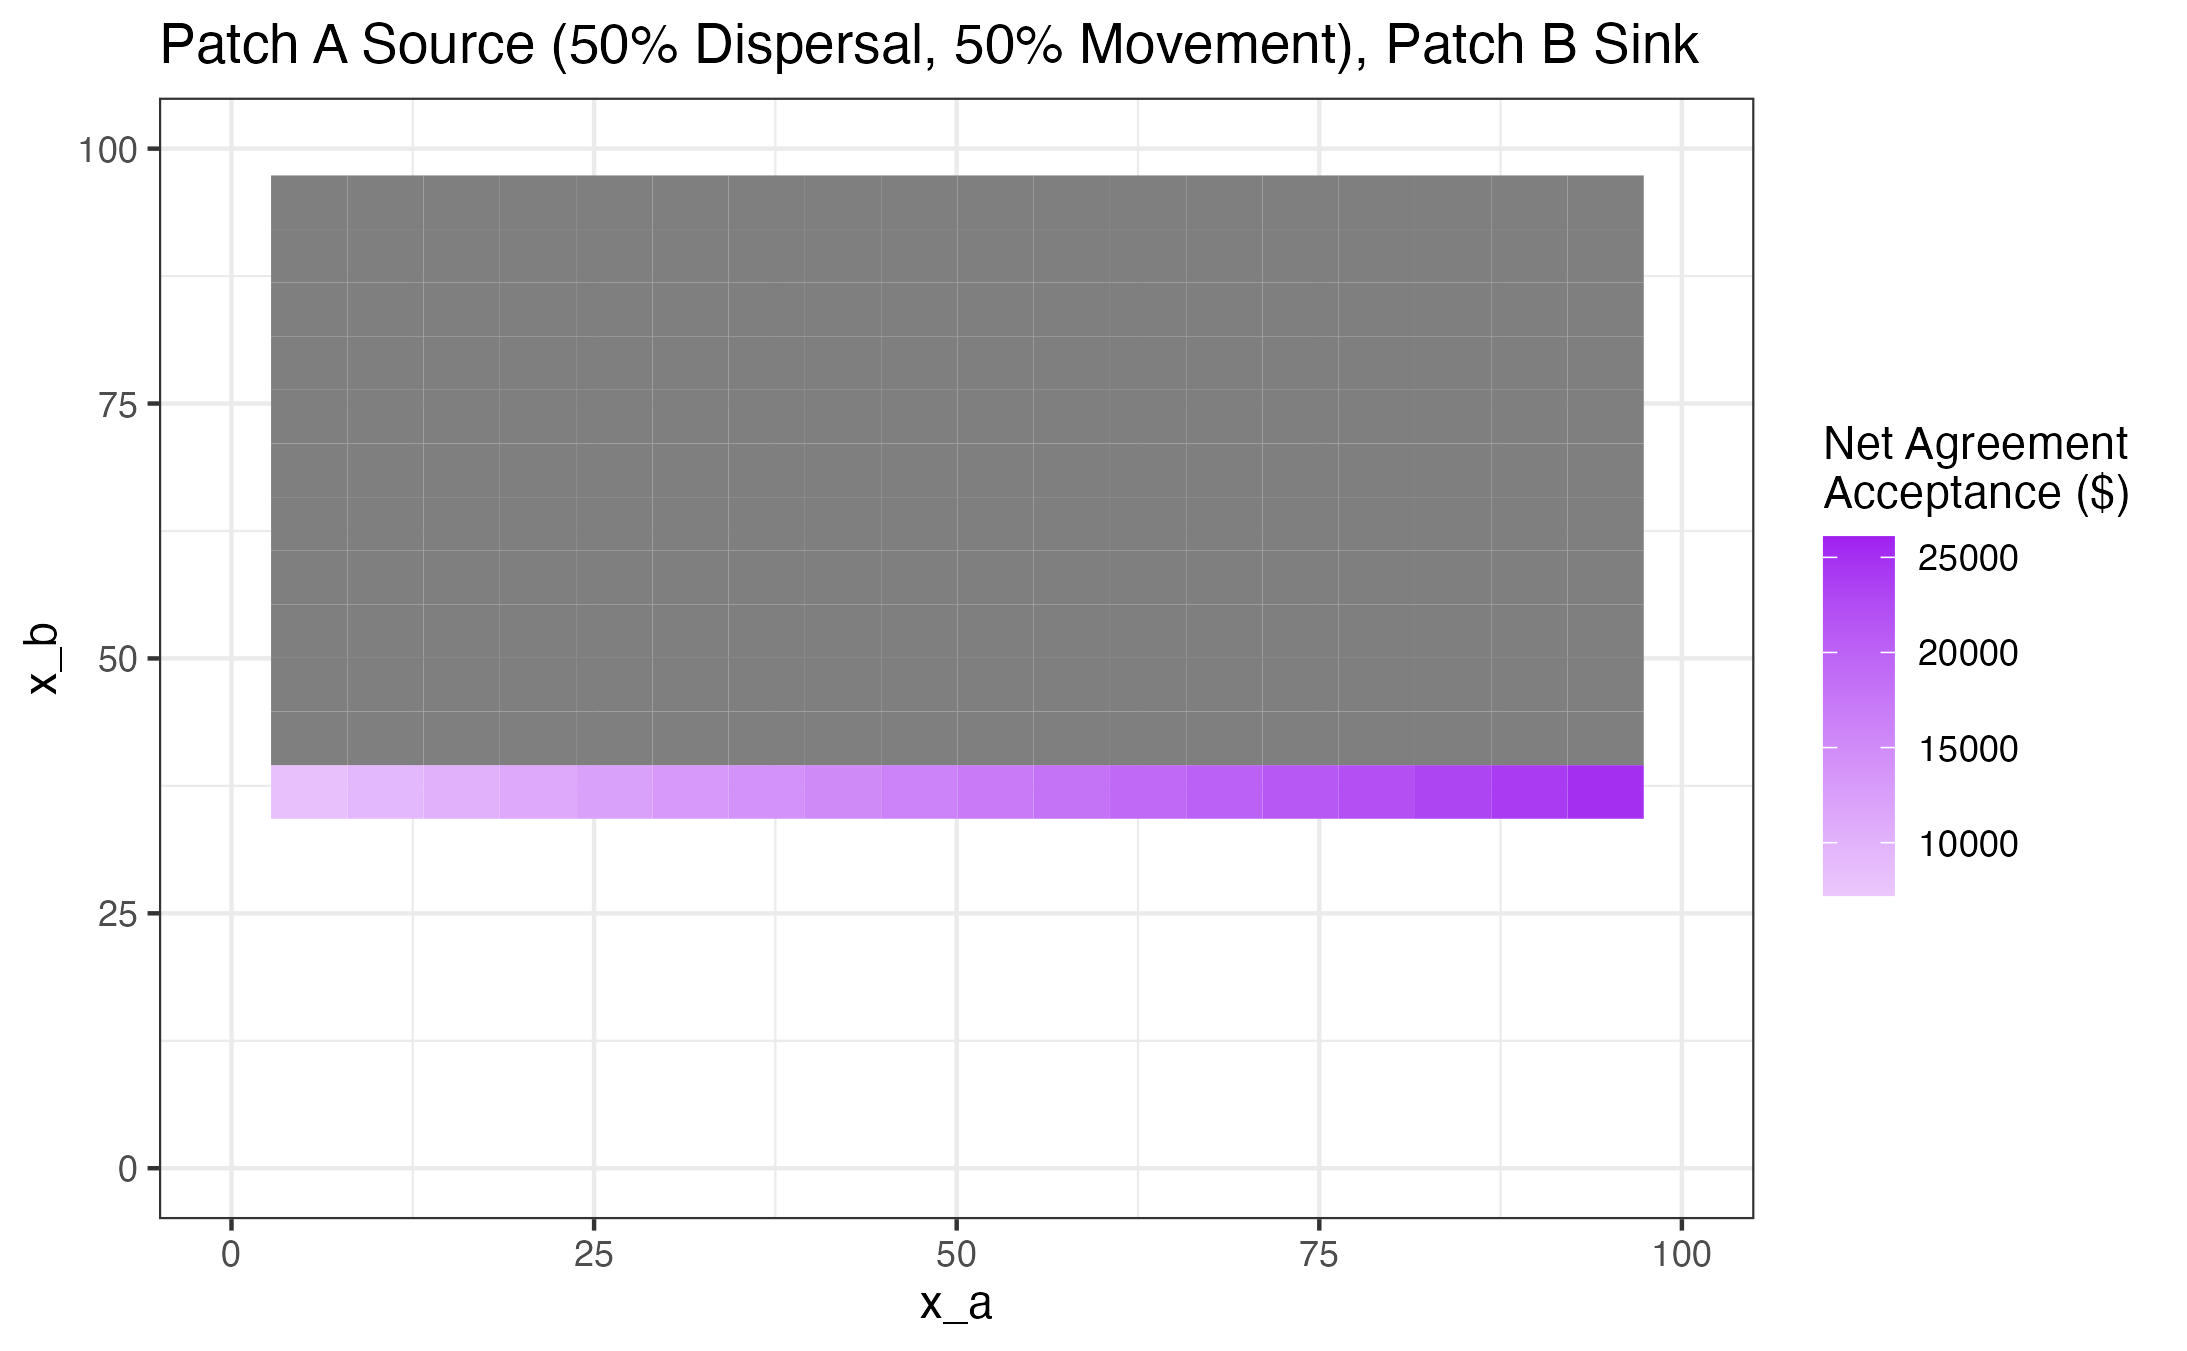 Patch A Source (50% Dispersal, 50% Movement), Patch B Sink
100
75
50
25
0
x_b
0
25
50
75
100
x_a
Net Agreement
Acceptance ($)
25000
20000
15000
10000